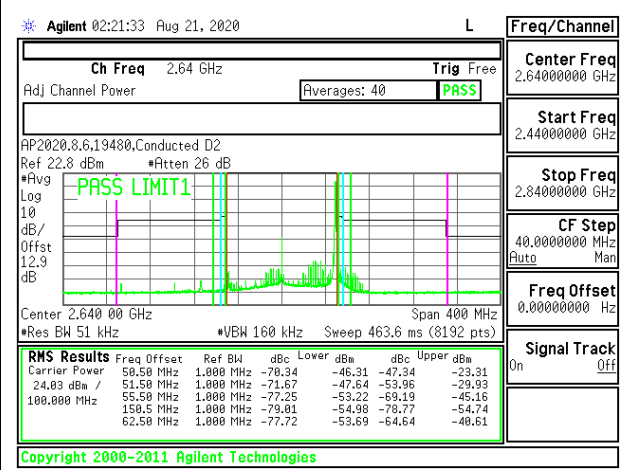 Agilent 02:21:33 Aug 21, 2020 L
Freq/Channel
Ch Freq 2.64 GHz Trig Free
Adj Channel Power Averages: 40 PASS
AP2020.8.6,19480,Conducted D2
Ref 22.8 dBm #Atten 26 dB
#Avg
Log
10
dB/
Offst
12.9
dB
PASS LIMIT1
Center 2.640 00 GHz Span 400 MHz
#Res BW 51 kHz #VBW 160 kHz Sweep 463.6 ms (8192 pts)
RMS Results Freq Offset Ref BW dBc Lower dBm dBc Upper dBm
Carrier Power 50.50 MHz 1.000 MHz -70.34 -46.31 -47.34 -23.31
24.03 dBm / 51.50 MHz 1.000 MHz -71.67 -47.64 -53.96 -29.93
100.000 MHz 55.50 MHz 1.000 MHz -77.25 -53.22 -69.19 -45.16
150.5 MHz 1.000 MHz -79.01 -54.98 -78.77 -54.74
62.50 MHz 1.000 MHz -77.72 -53.69 -64.64 -40.61
Copyright 2000-2011 Agilent Technologies
Center Freq
2.64000000 GHz
Start Freq
2.44000000 GHz
Stop Freq
2.84000000 GHz
CF Step
40.0000000 MHz
Auto Man
Freq Offset
0.00000000 Hz
Signal Track
On Off